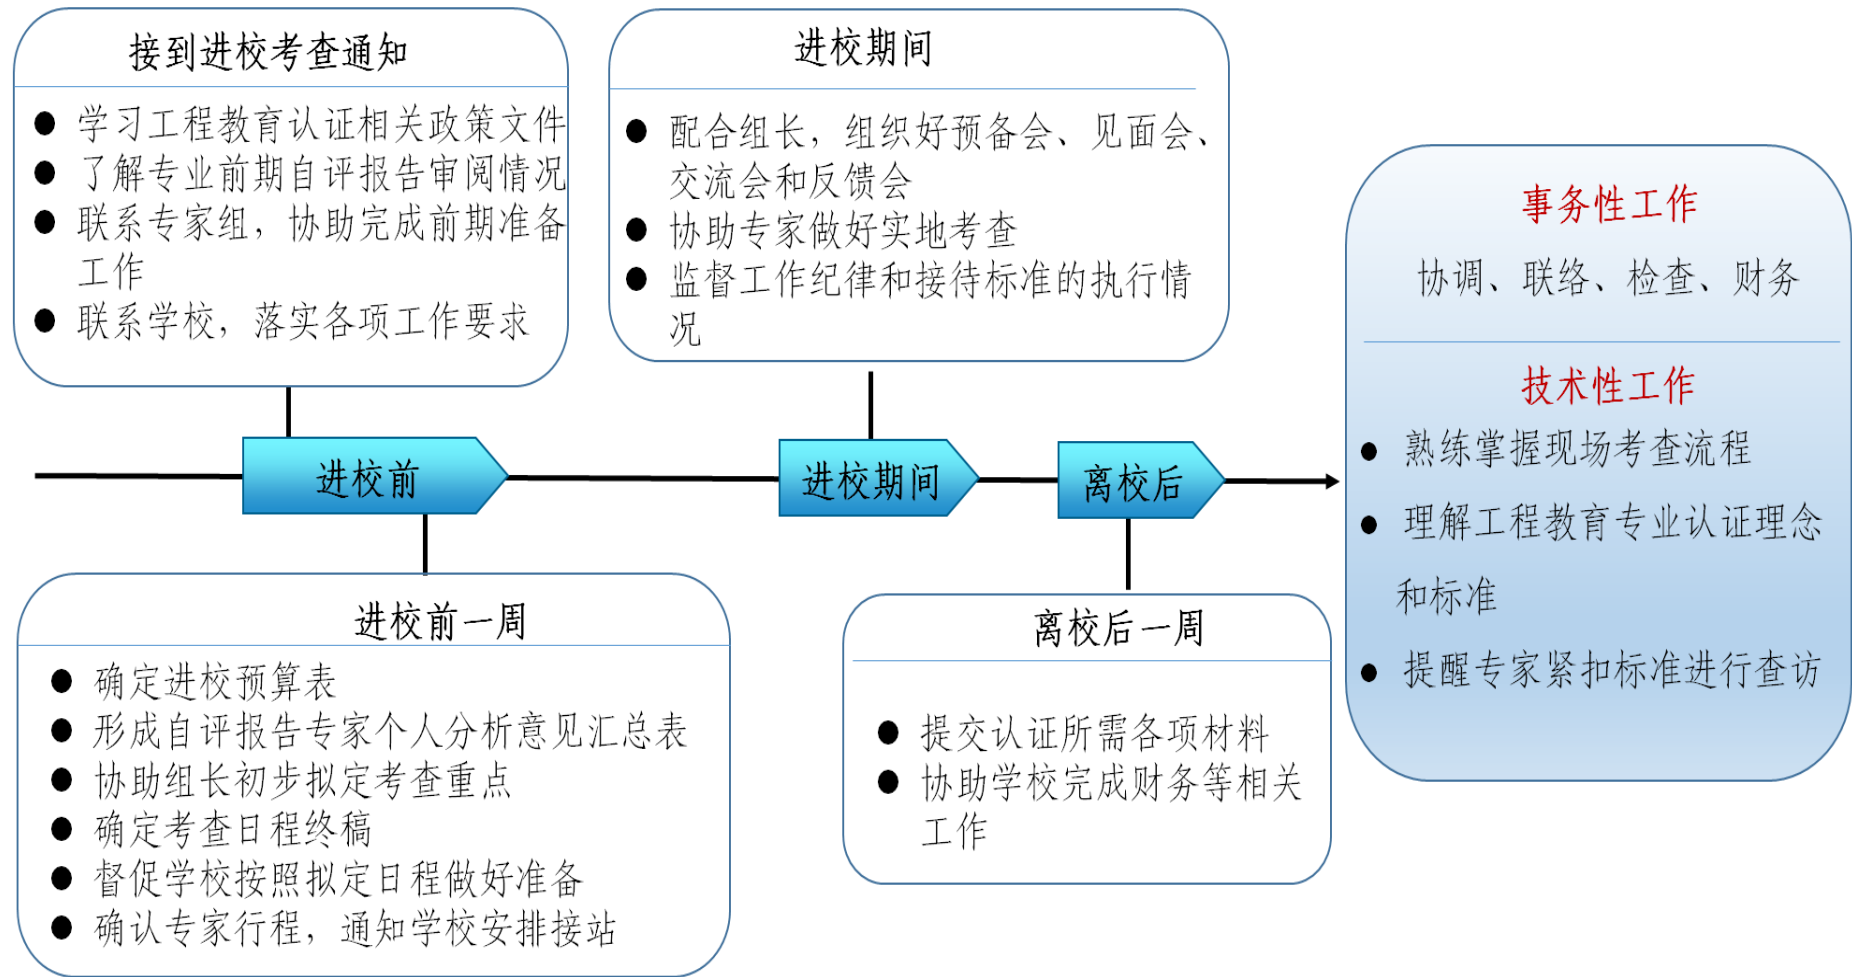 接到进校考查通知
● 学习工程教育认证相关政策文件
● 了解专业前期自评报告审阅情况
● 联系专家组，协助完成前期准备
工作
● 联系学校，落实各项工作要求
进校期间
● 配合组长，组织好预备会、见面会、
交流会和反馈会
● 协助专家做好实地考查
● 监督工作纪律和接待标准的执行情
况
进校前
进校期间
离校后
进校前一周
● 确定进校预算表
● 形成自评报告专家个人分析意见汇总表
● 协助组长初步拟定考查重点
● 确定考查日程终稿
● 督促学校按照拟定日程做好准备
● 确认专家行程，通知学校安排接站
离校后一周
● 提交认证所需各项材料
● 协助学校完成财务等相关
工作
事务性工作
协调、联络、检查、财务
技术性工作
● 熟练掌握现场考查流程
● 理解工程教育专业认证理念
和标准
● 提醒专家紧扣标准进行查访